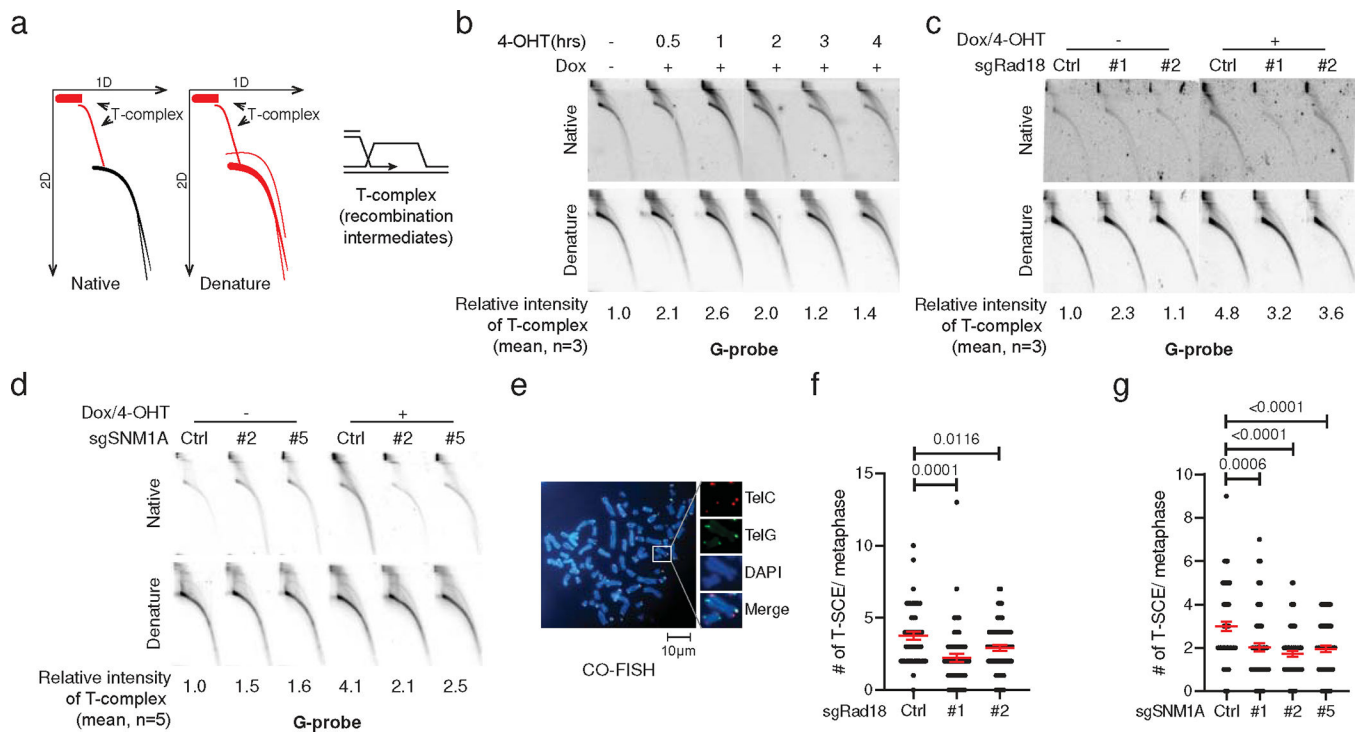 a
1D
1D
T-complex
2D
2D
Native
Denature
T-complex
(recombination
intermediates)
b
4-OHT(hrs) - 0.5 1 2 3 4
Dox - + + + + +
Native
Denature
Relative intensity
of T-complex
(mean, n=3)
1.0 2.1 2.6 2.0 1.2 1.4
G-probe
c
Dox/4-OHT - +
sgRad18 Ctrl #1 #2 Ctrl #1 #2
Native
Denature
Relative intensity
of T-complex
(mean, n=3)
1.0 2.3 1.1 4.8 3.2 3.6
G-probe
d
Dox/4-OHT - +
sgSNM1A Ctrl #2 #5 Ctrl #2 #5
Native
Denature
Relative intensity
of T-complex
(mean, n=5)
1.0 1.5 1.6 4.1 2.1 2.5
G-probe
e
TelC
TelG
DAPI
Merge
10μm
CO-FISH
f
# of T-SCE/ metaphase
15
10
5
0
0.0116
0.0001
sgRad18 Ctrl #1 #2
g
# of T-SCE/ metaphase
10
8
6
4
2
0
<0.0001
<0.0001
0.0006
sgSNM1A Ctrl #1 #2 #5